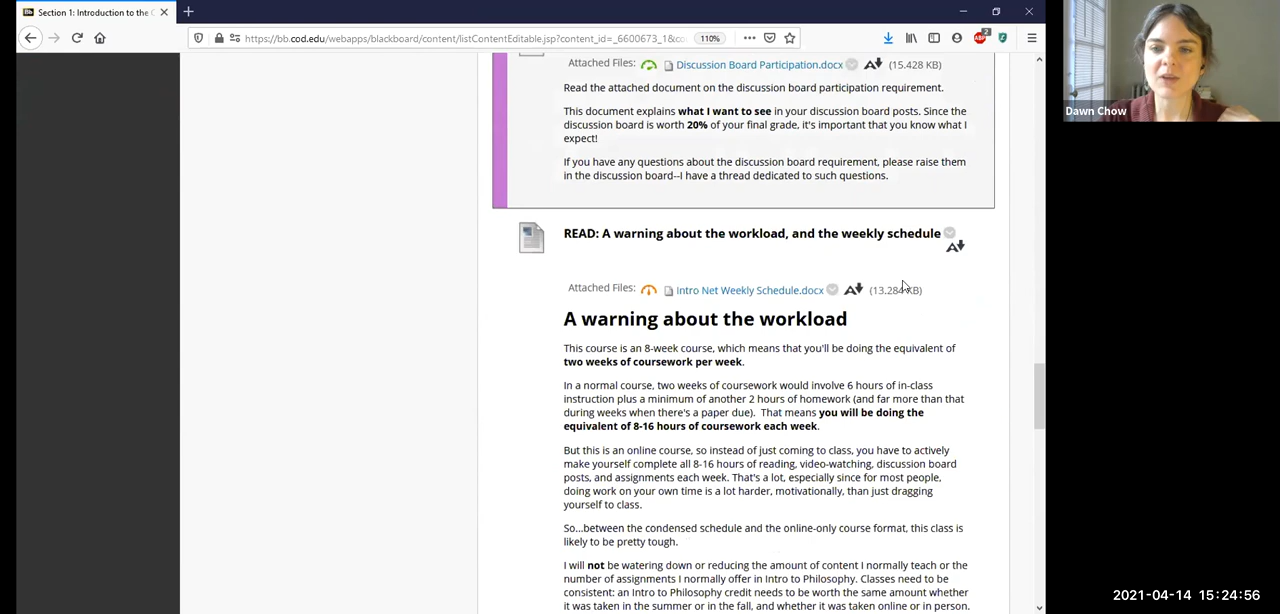 Section 1: Introduction to the C
https://bb.cod.edu/webapps/blackboard/content/listContentEditable.jsp?content_id=_6600673_1&co
110%
ABP
2
Dawn Chow
Attached Files:
Discussion Board Participation.docx
A
(15.428 KB)
Read the attached document on the discussion board participation requirement.
This document explains what I want to see in your discussion board posts. Since the
discussion board is worth 20% of your final grade, it's important that you know what I
expect!
If you have any questions about the discussion board requirement, please raise them
in the discussion board--I have a thread dedicated to such questions.
READ: A warning about the workload, and the weekly schedule
A
Attached Files:
Intro Net Weekly Schedule.docx
A
(13.284 KB)
A warning about the workload
This course is an 8-week course, which means that you'll be doing the equivalent of
two weeks of coursework per week.
In a normal course, two weeks of coursework would involve 6 hours of in-class
instruction plus a minimum of another 2 hours of homework (and far more than that
during weeks when there's a paper due). That means you will be doing the
equivalent of 8-16 hours of coursework each week.
But this is an online course, so instead of just coming to class, you have to actively
make yourself complete all 8-16 hours of reading, video-watching, discussion board
posts, and assignments each week. That's a lot, especially since for most people,
doing work on your own time is a lot harder, motivationally, than just dragging
yourself to class.
So...between the condensed schedule and the online-only course format, this class is
likely to be pretty tough.
I will not be watering down or reducing the amount of content I normally teach or the
number of assignments I normally offer in Intro to Philosophy. Classes need to be
consistent: an Intro to Philosophy credit needs to be worth the same amount whether
it was taken in the summer or in the fall, and whether it was taken online or in person.
2021-04-14 15:24:56